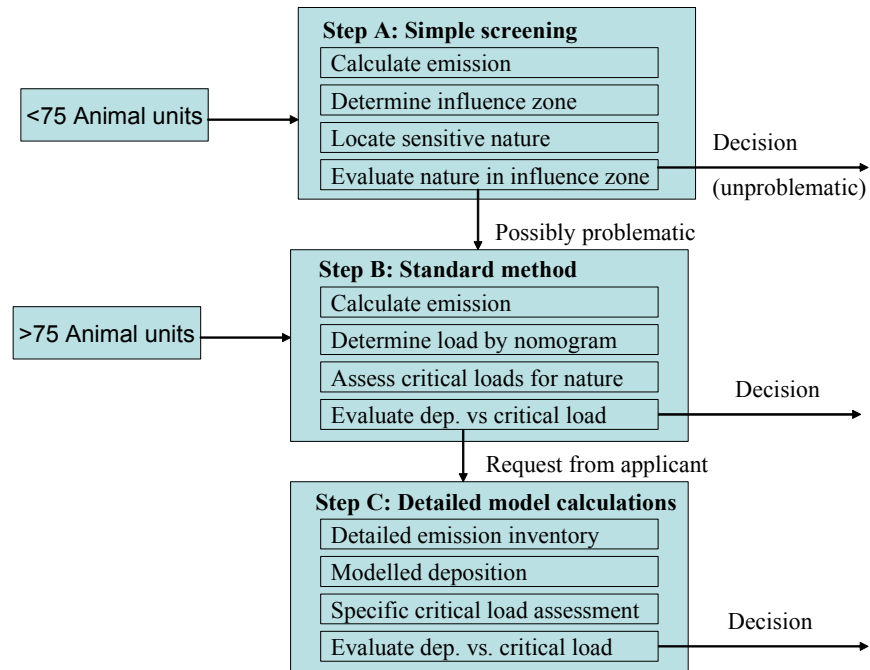 Step A: Simple screening
Calculate emission
Determine influence zone
Locate sensitive nature
Evaluate nature in influence zone
<75 Animal units
Decision
(unproblematic)
Possibly problematic
Step B: Standard method
Calculate emission
Determine load by nomogram
Assess critical loads for nature
Evaluate dep. vs critical load
>75 Animal units
Decision
Request from applicant
Step C: Detailed model calculations
Detailed emission inventory
Modelled deposition
Specific critical load assessment
Evaluate dep. vs. critical load
Decision